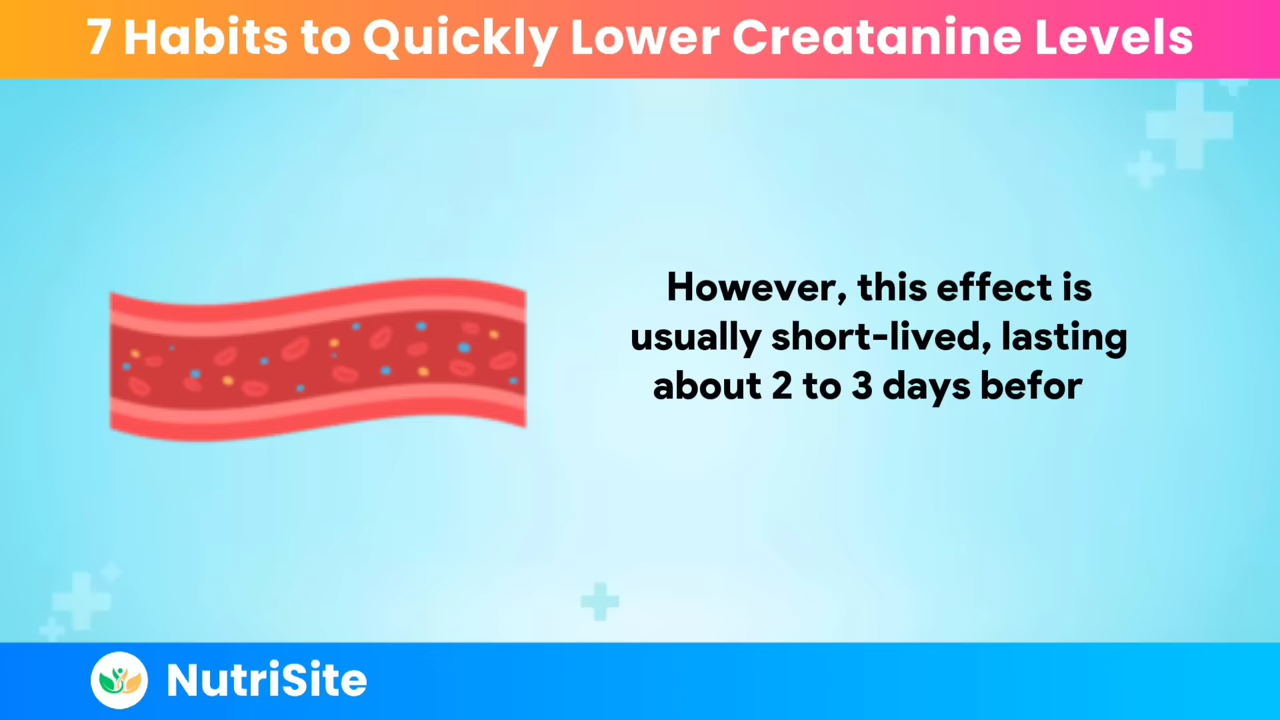 7 Habits to Quickly Lower Creatanine Levels
However, this effect is
usually short-lived, lasting
about 2 to 3 days befor
NutriSite